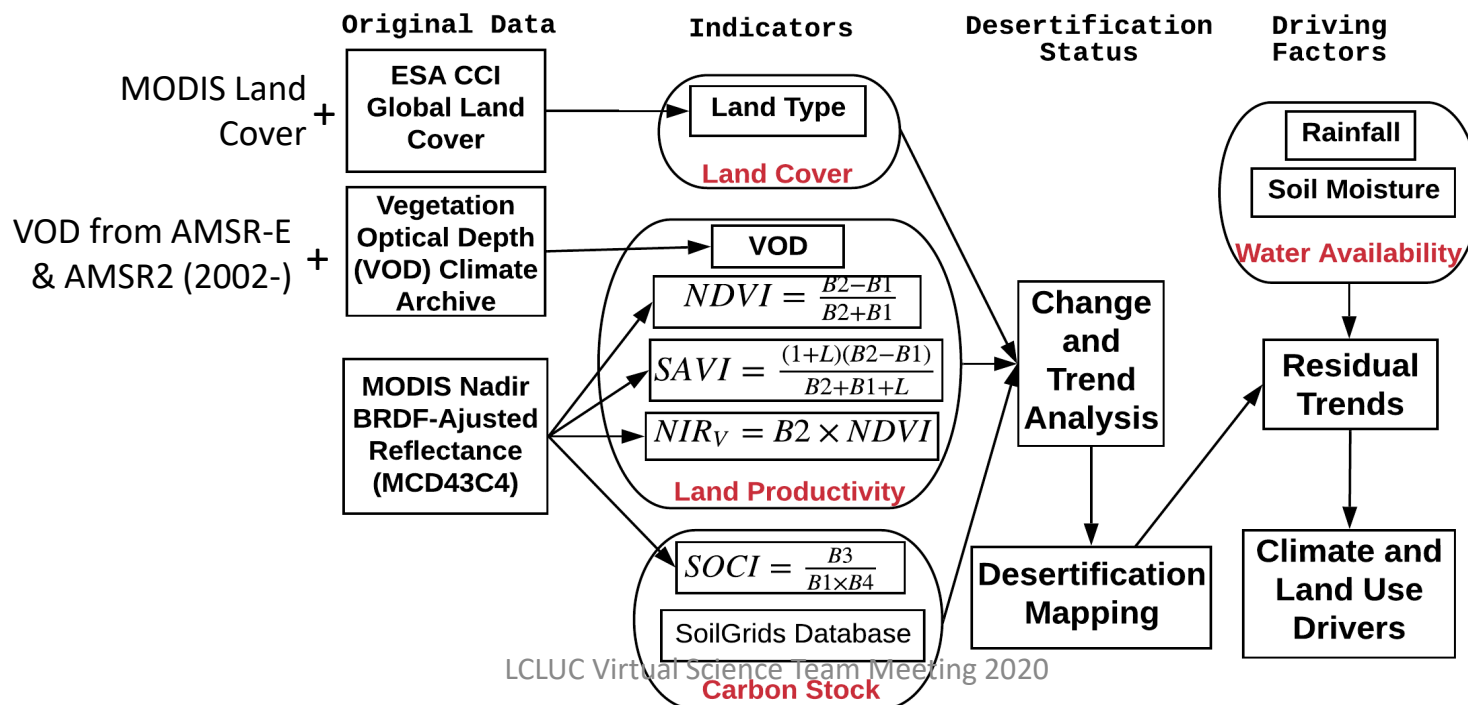 Original Data
Indicators
Desertification
Status
Driving
Factors
MODIS Land
Cover
+
ESA CCI
Global Land
Cover
Land Type
Land Cover
Rainfall
Soil Moisture
Water Availability
VOD from AMSR-E
& AMSR2 (2002-)
+
Vegetation
Optical Depth
(VOD) Climate
Archive
VOD
NDVI = B2−B1 / B2+B1
SAVI = (1+L)(B2−B1) / B2+B1+L
NIR_V = B2 × NDVI
Land Productivity
MODIS Nadir
BRDF-Ajusted
Reflectance
(MCD43C4)
Change
and
Trend
Analysis
Residual
Trends
SOCI = B3 / B1×B4
SoilGrids Database
Carbon Stock
Desertification
Mapping
Climate and
Land Use
Drivers
LCLUC Virtual Science Team Meeting 2020